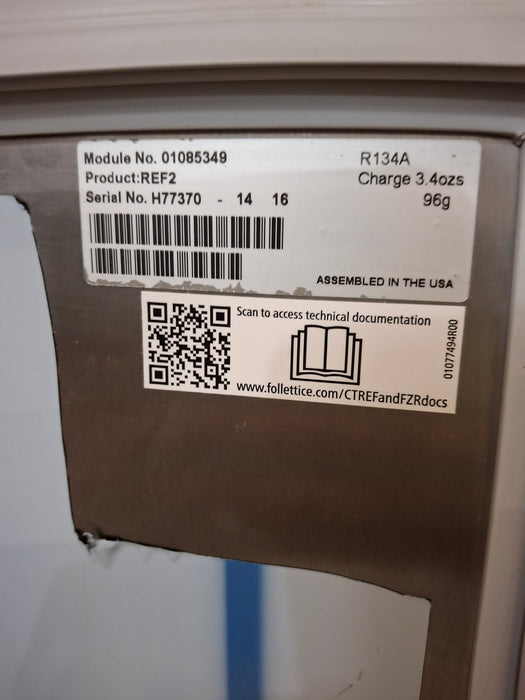 Module No. 01085349
Product:REF2
Serial No. H77370 - 14 16
R134A
Charge 3.4ozs
96g
ASSEMBLED IN THE USA
Scan to access technical documentation
www.follettice.com/CTREFandFZRdocs
01077494R00